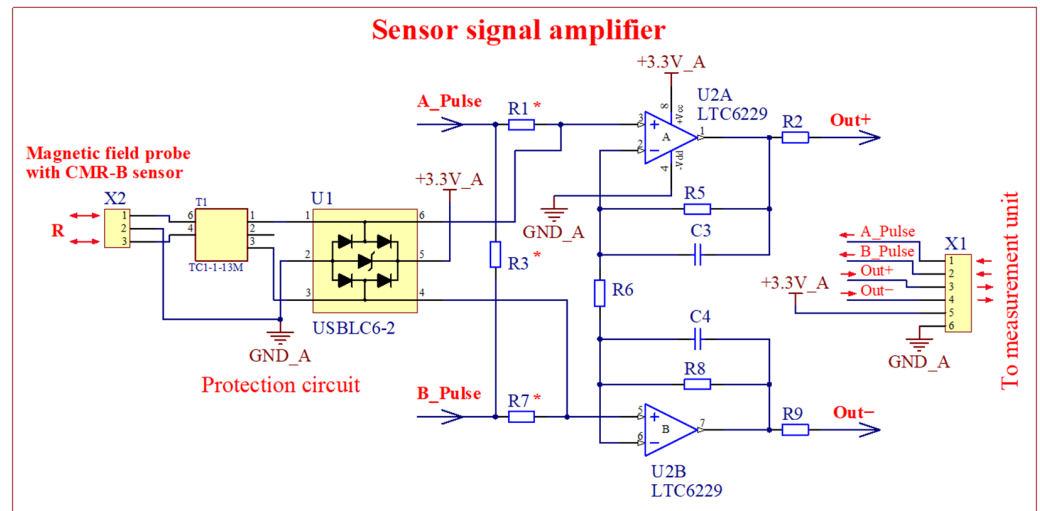 Sensor signal amplifier
+3.3V_A
U2A
LTC6229
A_Pulse
R1 *
8
+Vcc
3
+
A
1
2
−
4
-Vdd
R2
Out+
Magnetic field probe
with CMR-B sensor
X2
1
2
3
R
T1
6
4
1
2
3
TC1-1-13M
U1
1
2
3
6
5
4
USBLC6-2
+3.3V_A
GND_A
Protection circuit
R3 *
GND_A
R5
C3
R6
C4
R8
B_Pulse
R7 *
5
+
B
7
6
−
R9
Out−
U2B
LTC6229
A_Pulse
B_Pulse
Out+
Out−
+3.3V_A
X1
1
2
3
4
5
6
GND_A
To measurement unit